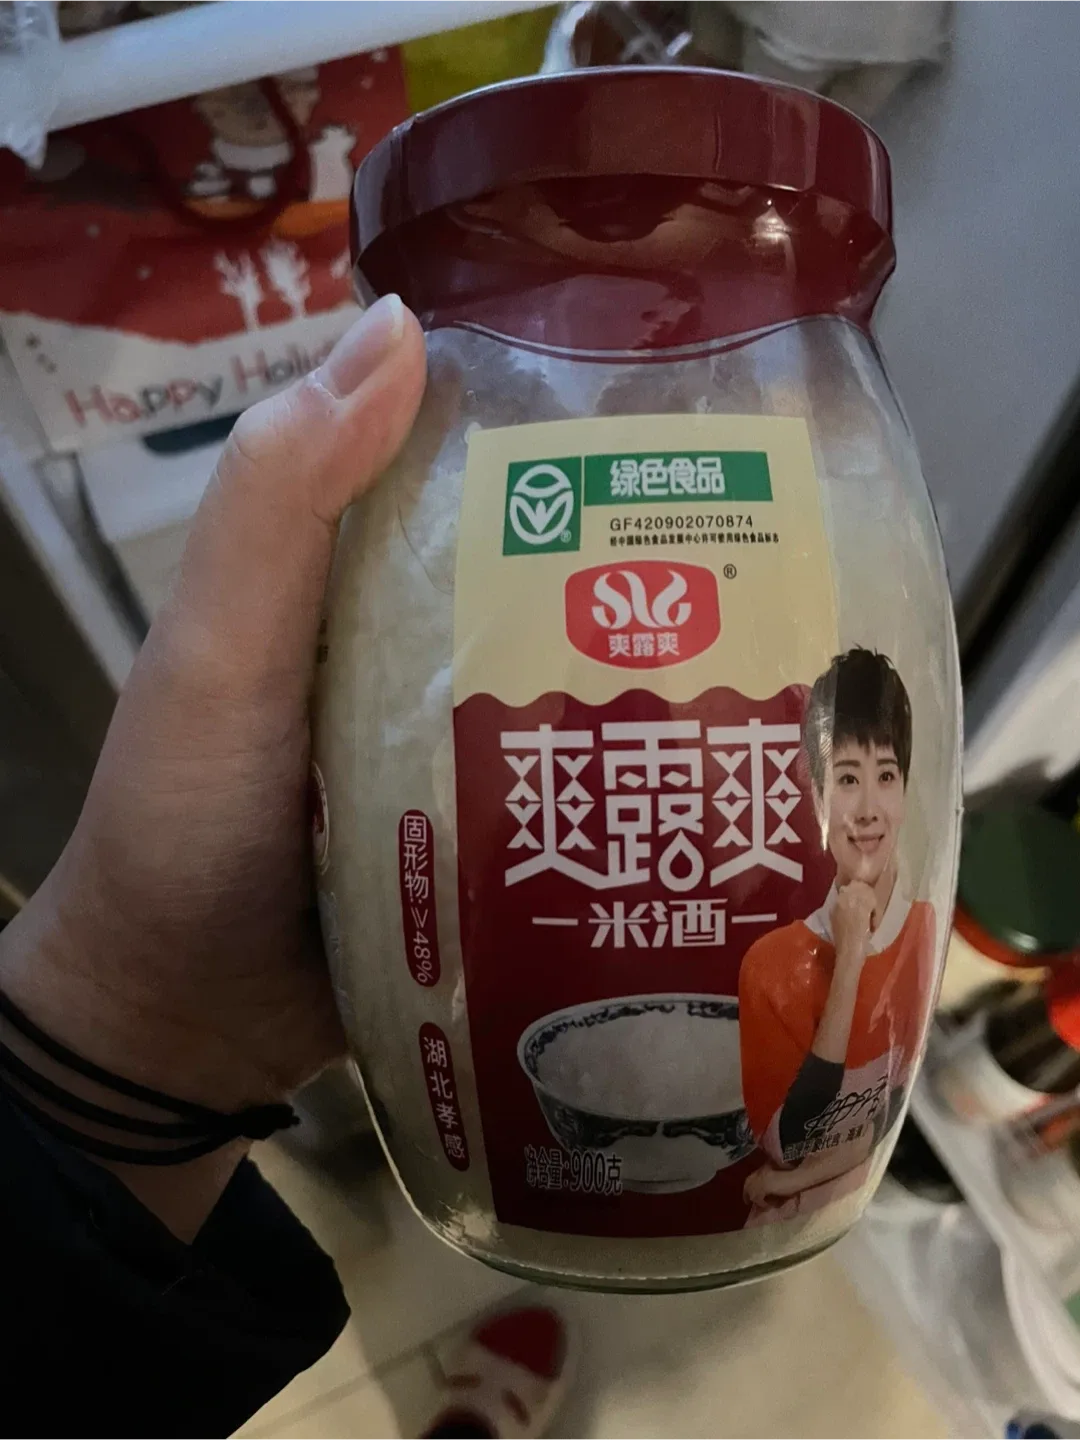 Happy Holid
绿色食品
GF420902070874
经中国绿色食品发展中心许可使用绿色食品标志
®
爽露爽
爽露爽
米酒
固形物:≥48%
湖北孝感
净含量:900克